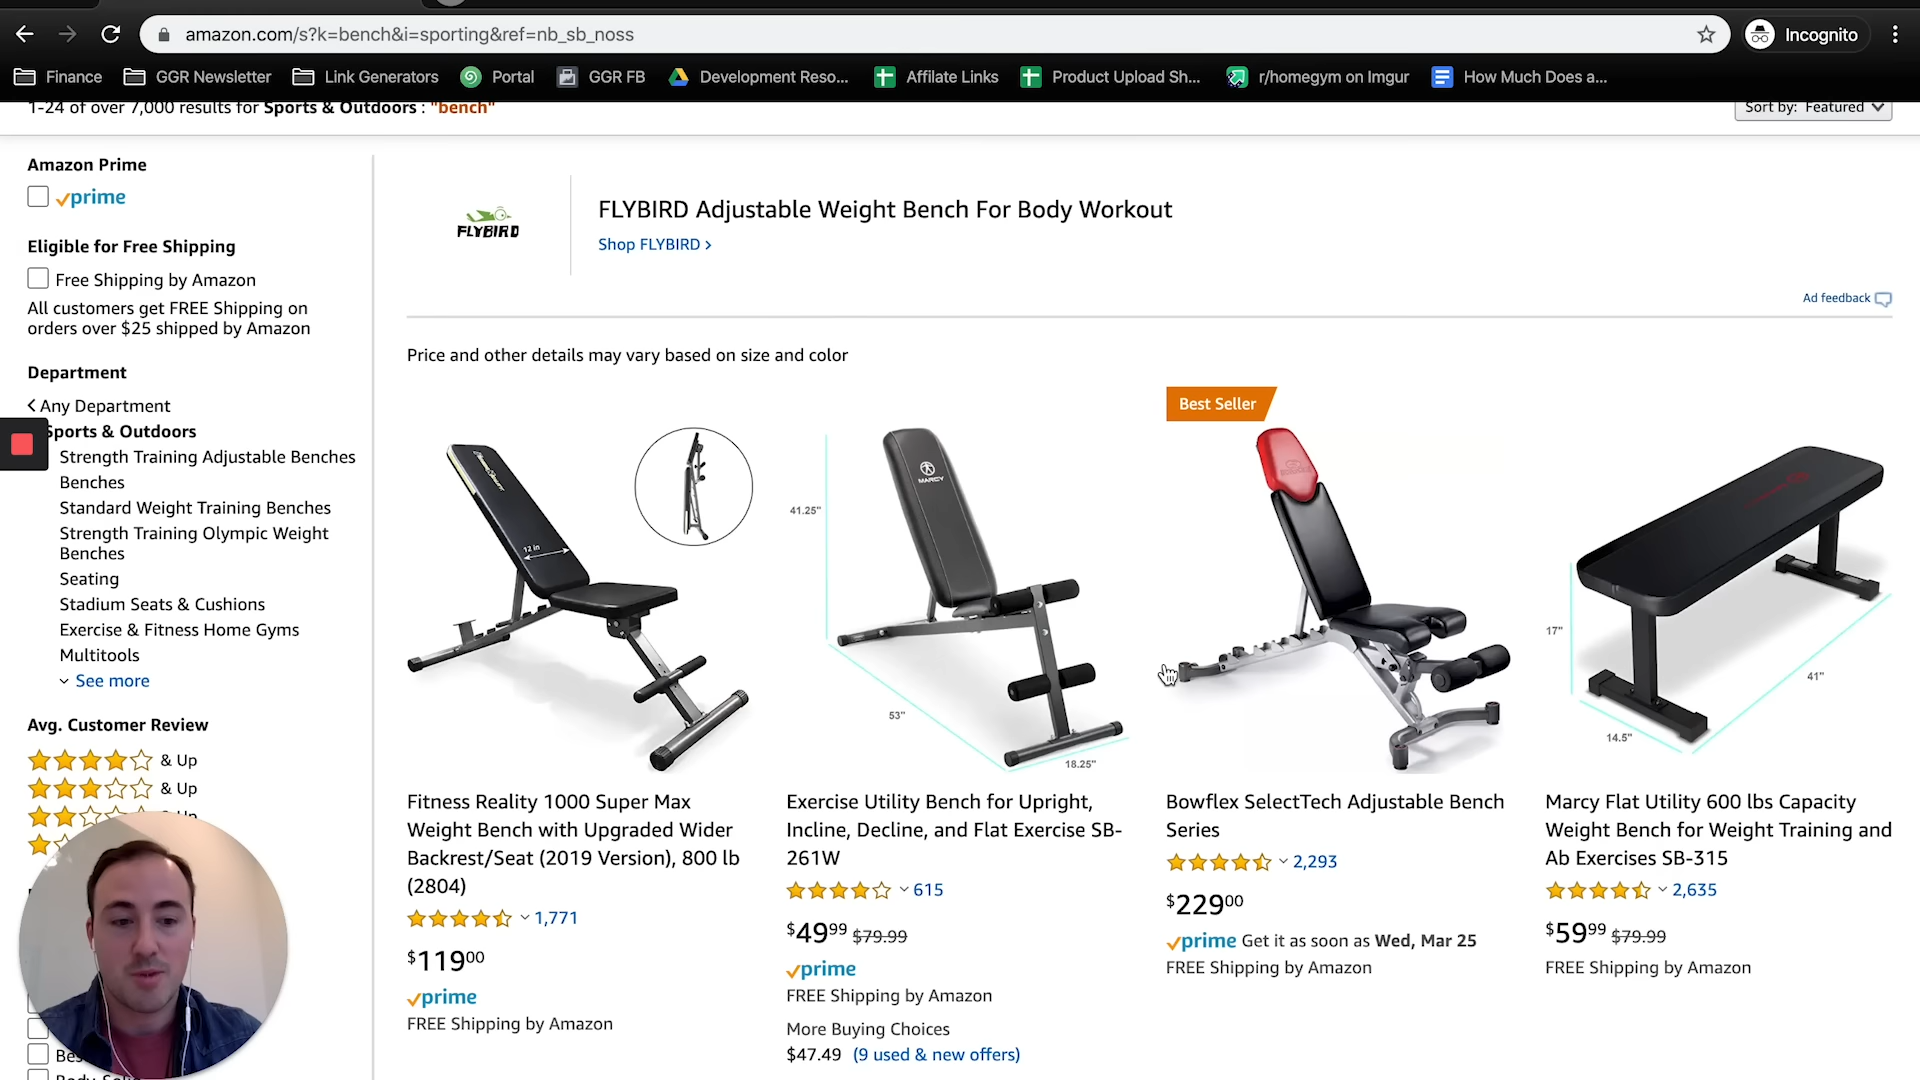 amazon.com/s?k=bench&i=sporting&ref=nb_sb_noss
Incognito
Finance
GGR Newsletter
Link Generators
Portal
GGR FB
Development Reso...
Affilate Links
Product Upload Sh...
r/homegym on Imgur
How Much Does a...
1-24 of over 7,000 results for Sports & Outdoors : "bench"
Sort by: Featured
Amazon Prime
prime
Eligible for Free Shipping
Free Shipping by Amazon
All customers get FREE Shipping on
orders over $25 shipped by Amazon
Department
Any Department
Sports & Outdoors
Strength Training Adjustable Benches
Benches
Standard Weight Training Benches
Strength Training Olympic Weight
Benches
Seating
Stadium Seats & Cushions
Exercise & Fitness Home Gyms
Multitools
See more
Avg. Customer Review
& Up
& Up
Up
FLYBIRD
FLYBIRD Adjustable Weight Bench For Body Workout
Shop FLYBIRD ›
Ad feedback
Price and other details may vary based on size and color
12 in
Fitness Reality 1000 Super Max
Weight Bench with Upgraded Wider
Backrest/Seat (2019 Version), 800 lb
(2804)
1,771
$11900
prime
FREE Shipping by Amazon
41.25"
MARCY
53"
18.25"
Exercise Utility Bench for Upright,
Incline, Decline, and Flat Exercise SB-
261W
615
$4999 $79.99
prime
FREE Shipping by Amazon
More Buying Choices
$47.49 (9 used & new offers)
Best Seller
Bowflex SelectTech Adjustable Bench
Series
2,293
$22900
prime Get it as soon as Wed, Mar 25
FREE Shipping by Amazon
17"
41"
14.5"
Marcy Flat Utility 600 lbs Capacity
Weight Bench for Weight Training and
Ab Exercises SB-315
2,635
$5999 $79.99
FREE Shipping by Amazon